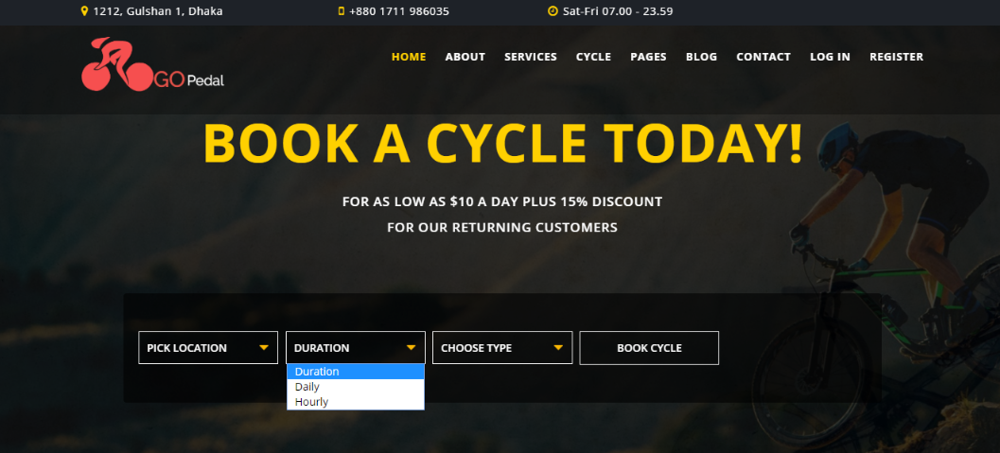 1212, Gulshan 1, Dhaka
+880 1711 986035
Sat-Fri 07.00 - 23.59
GO Pedal
HOME ABOUT SERVICES CYCLE PAGES BLOG CONTACT LOG IN REGISTER
BOOK A CYCLE TODAY!
FOR AS LOW AS $10 A DAY PLUS 15% DISCOUNT
FOR OUR RETURNING CUSTOMERS
PICK LOCATION DURATION CHOOSE TYPE BOOK CYCLE
Duration
Daily
Hourly